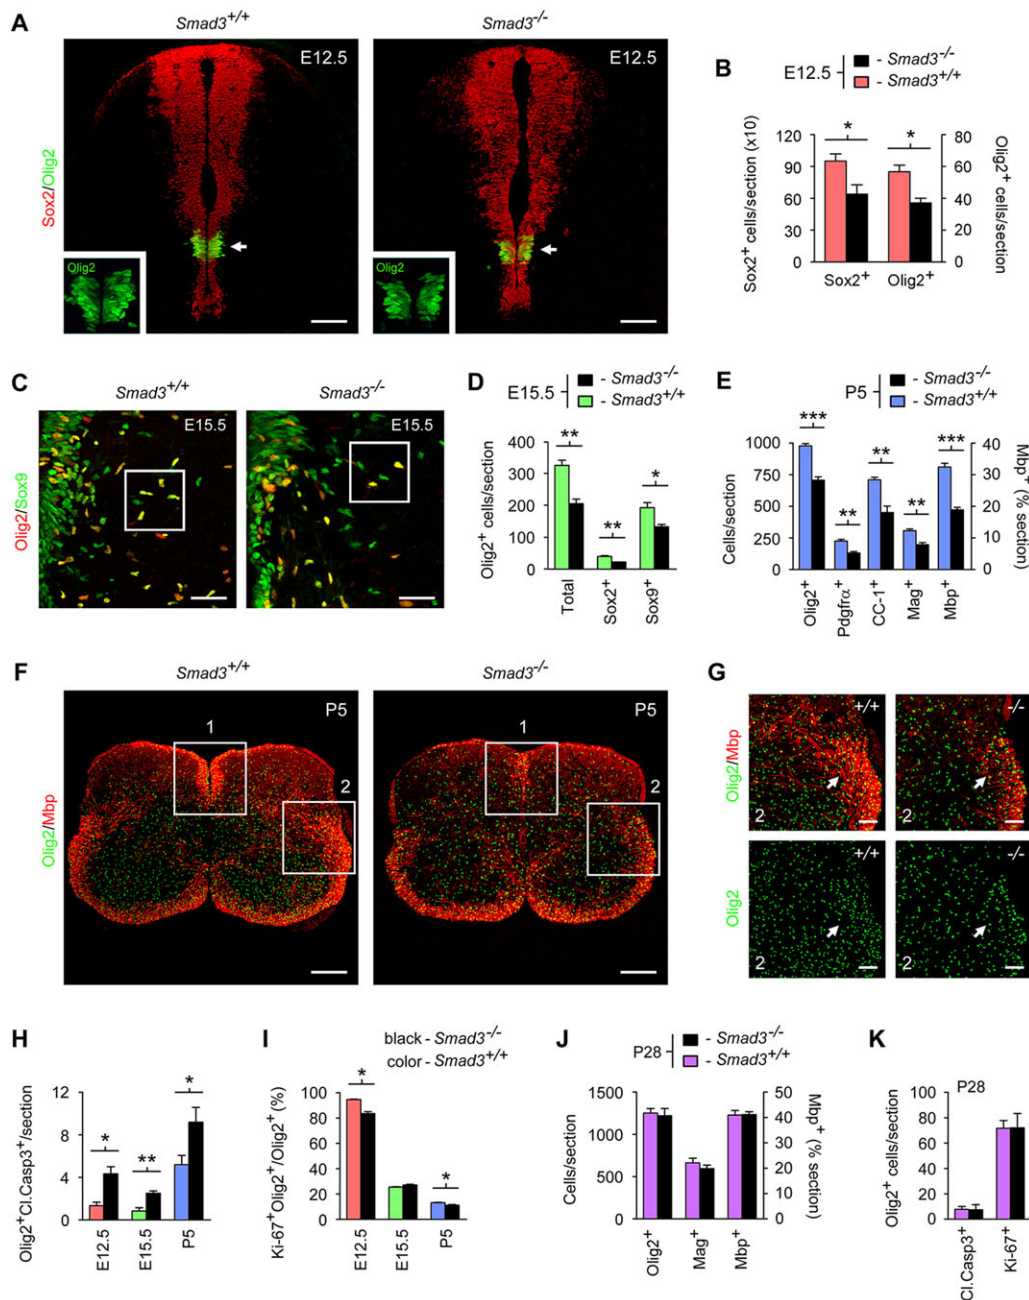 A
Smad3+/+
Smad3-/-
Sox2/Olig2
E12.5
E12.5
Olig2
Olig2
B
E12.5
- Smad3-/-
- Smad3+/+
Sox2+ cells/section (x10)
120
90
60
30
0
*
*
80
60
40
20
0
Olig2+ cells/section
Sox2+
Olig2+
C
Smad3+/+
Smad3-/-
Olig2/Sox9
E15.5
E15.5
D
E15.5
- Smad3-/-
- Smad3+/+
Olig2+ cells/section
400
300
200
100
0
**
**
*
Total
Sox2+
Sox9+
E
P5
- Smad3-/-
- Smad3+/+
Cells/section
1000
750
500
250
0
***
**
**
**
***
40
30
20
10
0
Mbp+ (% section)
Olig2+
Pdgfrα+
CC-1+
Mag+
Mbp+
F
Smad3+/+
Smad3-/-
Olig2/Mbp
P5
1
2
P5
1
2
G
Olig2/Mbp
+/+
2
-/-
2
Olig2
+/+
2
-/-
2
H
Olig2+Cl.Casp3+/section
12
8
4
0
*
**
*
E12.5
E15.5
P5
I
black - Smad3-/-
color - Smad3+/+
Ki-67+Olig2+/Olig2+ (%)
100
80
60
40
20
0
*
*
E12.5
E15.5
P5
J
P28
- Smad3-/-
- Smad3+/+
Cells/section
1500
1000
500
0
50
40
30
20
10
0
Mbp+ (% section)
Olig2+
Mag+
Mbp+
K
P28
Olig2+ cells/section
100
80
60
40
20
0
Cl.Casp3+
Ki-67+